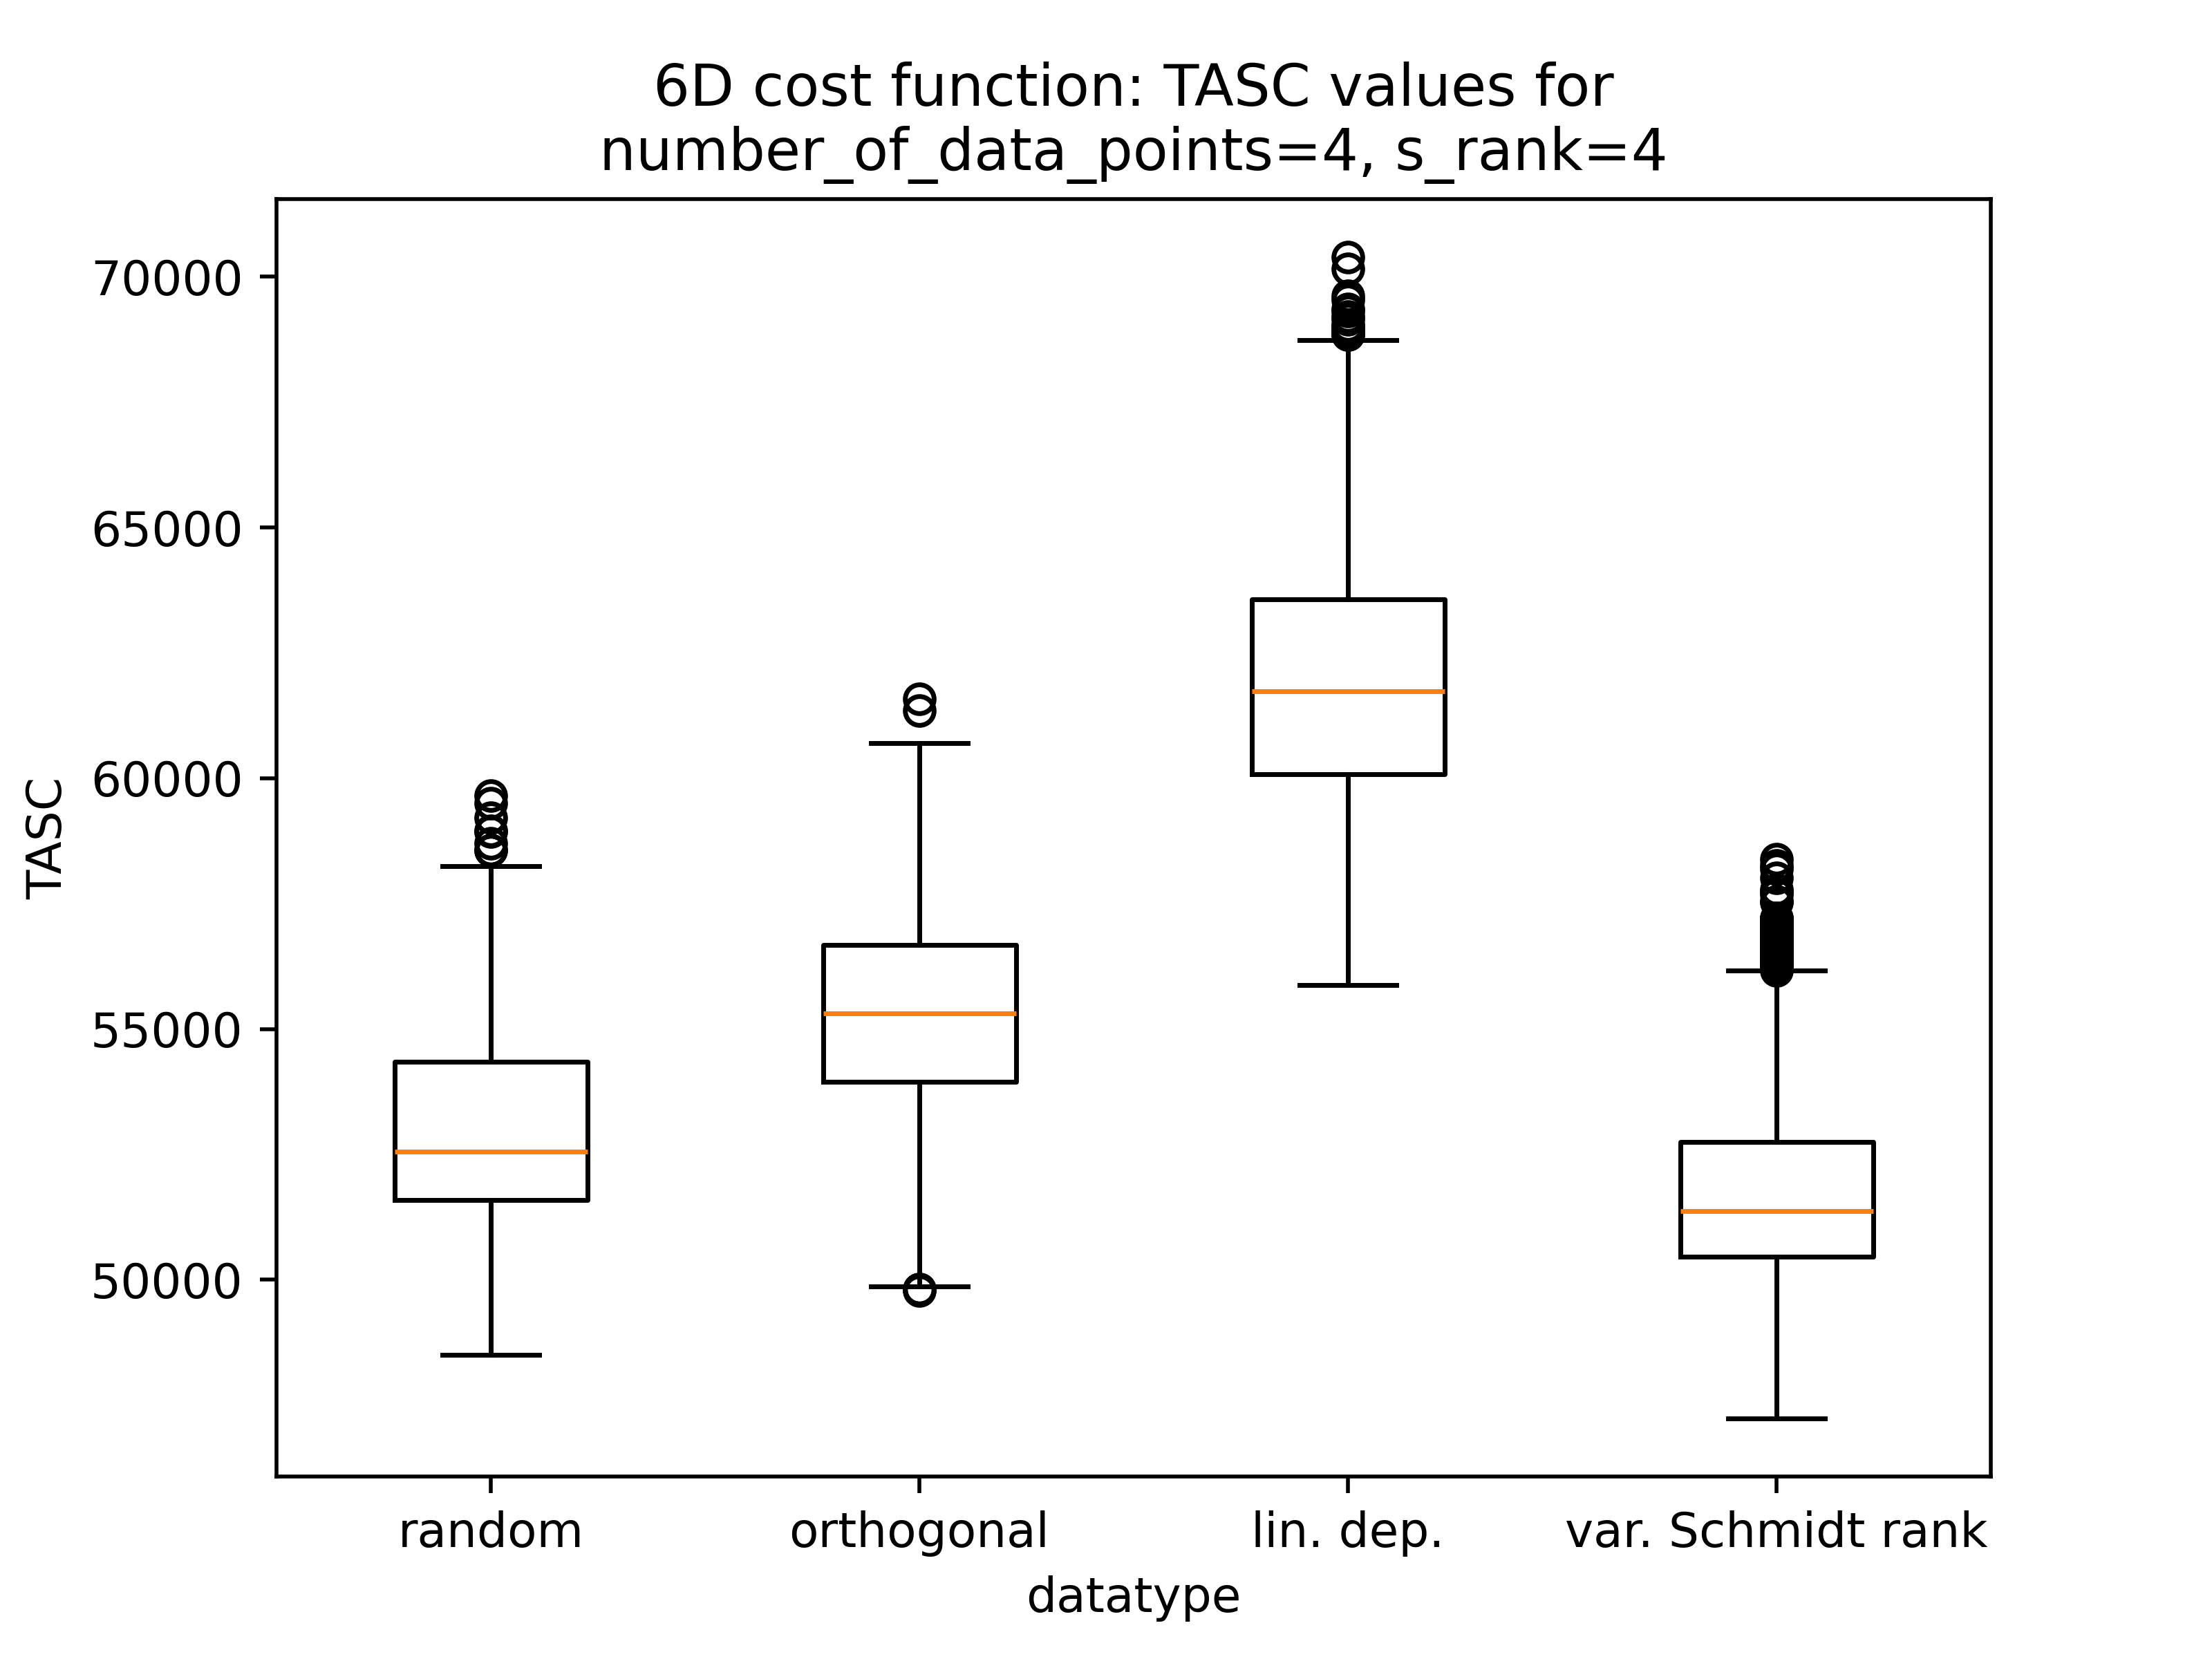 6D cost function: TASC values for
number_of_data_points=4, s_rank=4
TASC
70000
65000
60000
55000
50000
random
orthogonal
lin. dep.
var. Schmidt rank
datatype